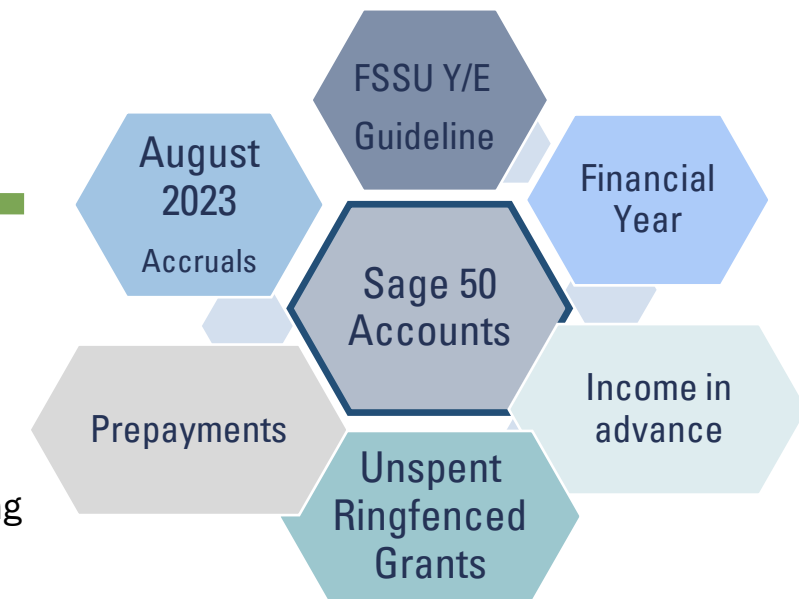 FSSU Y/E
Guideline
August
2023
Accruals
Financial
Year
Sage 50
Accounts
Prepayments
Income in
advance
Unspent
Ringfenced
Grants